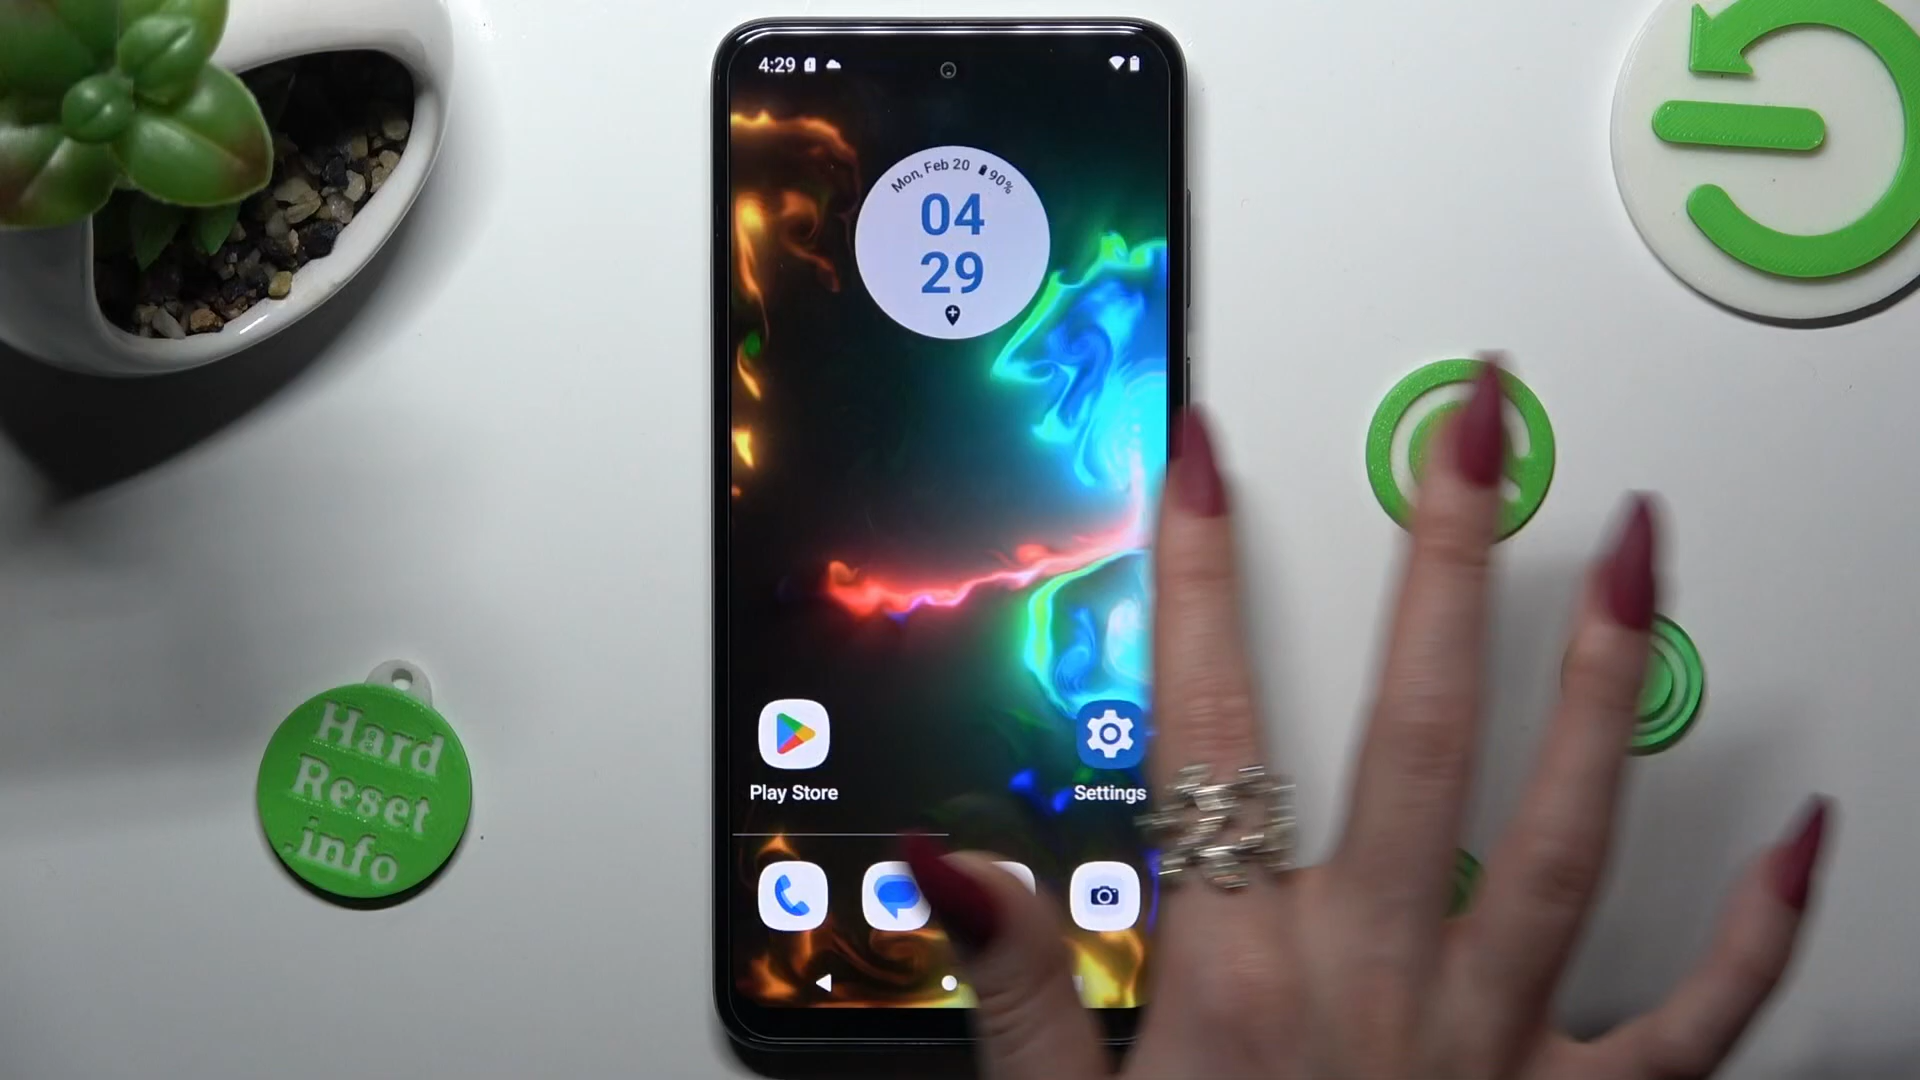 4:29
Mon, Feb 20 90%
04
29
Play Store
Settings
Hard
Reset
.info